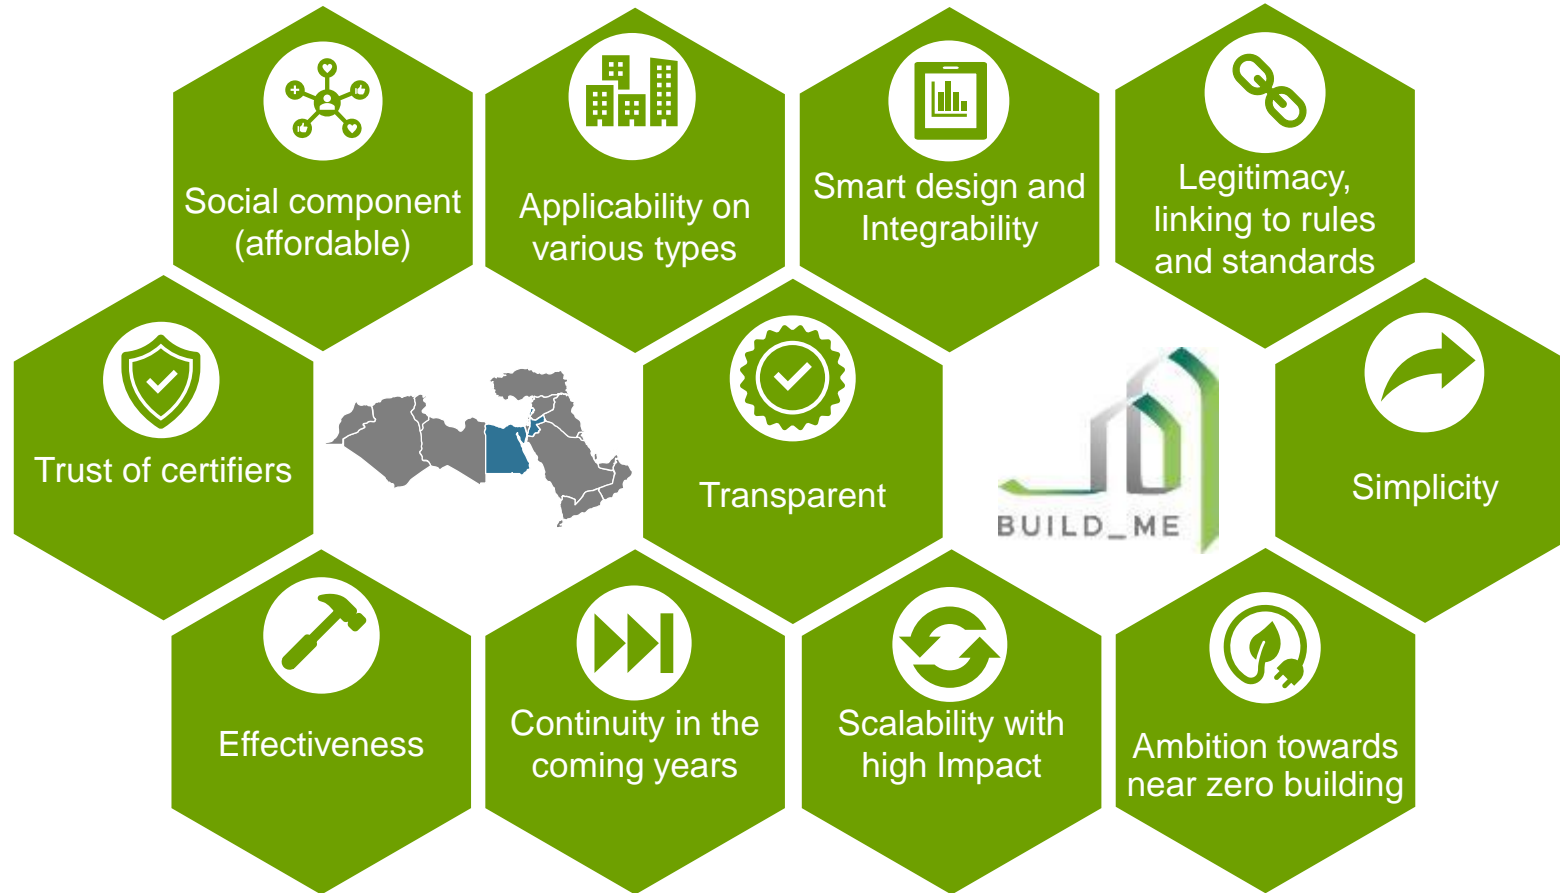 Social component
(affordable)
Applicability on
various types
Smart design and
Integrability
Legitimacy,
linking to rules
and standards
Trust of certifiers
Transparent
BUILD_ME
Simplicity
Effectiveness
Continuity in the
coming years
Scalability with
high Impact
Ambition towards
near zero building